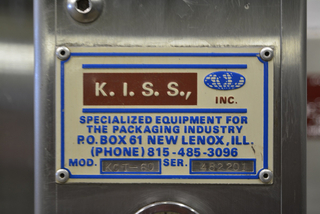 K. I. S. S.,
INC.
SPECIALIZED EQUIPMENT FOR
THE PACKAGING INDUSTRY
P.O. BOX 61 NEW LENOX, ILL.
(PHONE) 815-485-3096
MOD. SER.